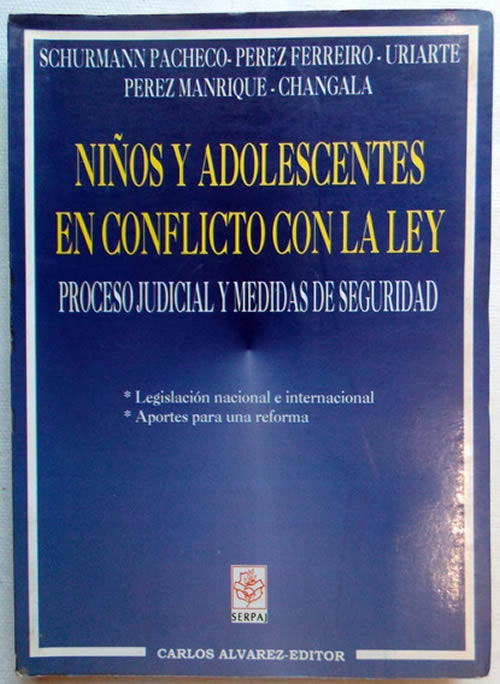 SCHURMANN PACHECO- PEREZ FERREIRO - URIARTE
PEREZ MANRIQUE - CHANGALA
NIÑOS Y ADOLESCENTES
EN CONFLICTO CON LA LEY
PROCESO JUDICIAL Y MEDIDAS DE SEGURIDAD
* Legislación nacional e internacional
* Aportes para una reforma
SERPAJ
CARLOS ALVAREZ-EDITOR